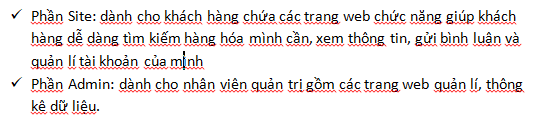 ✓ Phần Site: dành cho khách hàng chứa các trang web chức năng giúp khách
hàng dễ dàng tìm kiếm hàng hóa mình cần, xem thông tin, gửi bình luận và
quản lí tài khoản của mình
✓ Phần Admin: dành cho nhân viên quản trị gồm các trang web quản lí, thông
kê dữ liệu.